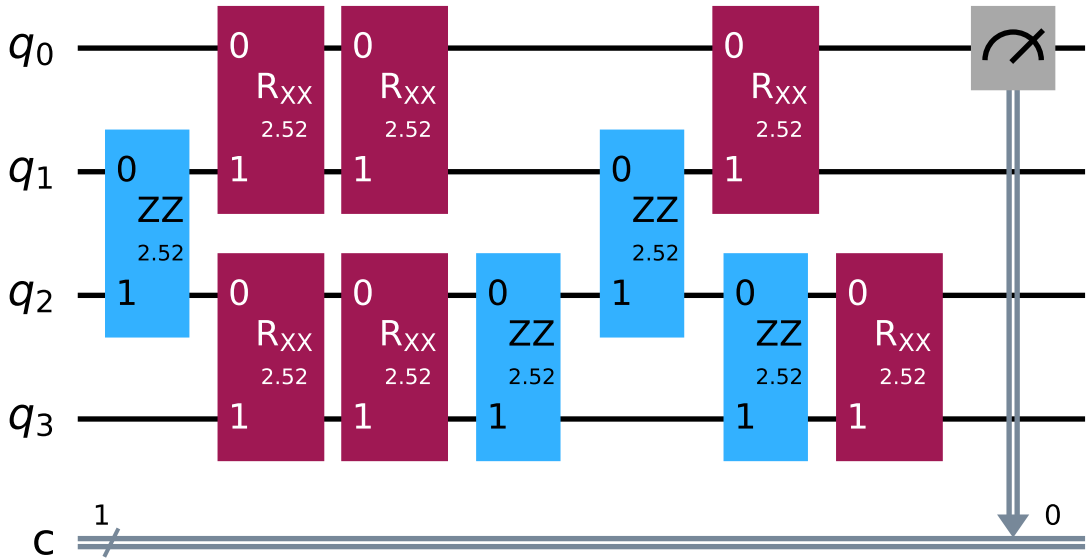 q0
0 0 0
RXX RXX RXX
2.52 2.52 2.52
q1
0 1 1 0 1
ZZ ZZ
2.52 2.52
q2
1 0 0 0 1 0 0
RXX RXX ZZ ZZ RXX
2.52 2.52 2.52 2.52 2.52
q3
1 1 1 1 1
1 0
c